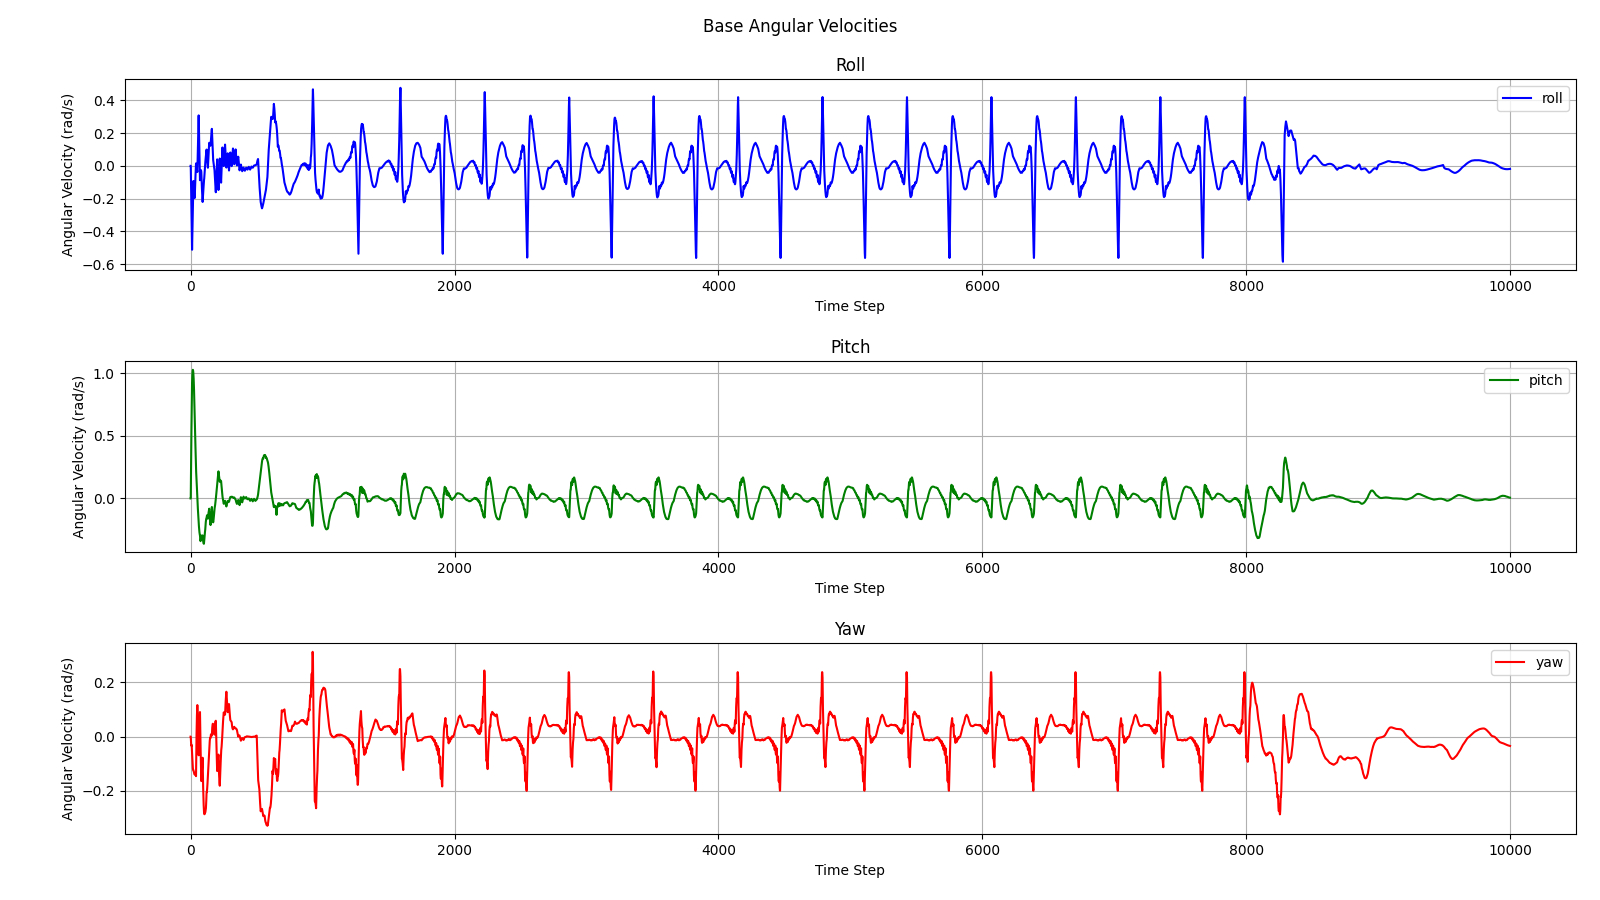 Base Angular Velocities
Roll
Angular Velocity (rad/s)
0.4
0.2
0.0
−0.2
−0.4
−0.6
roll
0 2000 4000 6000 8000 10000
Time Step
Pitch
Angular Velocity (rad/s)
1.0
0.5
0.0
pitch
0 2000 4000 6000 8000 10000
Time Step
Yaw
Angular Velocity (rad/s)
0.2
0.0
−0.2
yaw
0 2000 4000 6000 8000 10000
Time Step